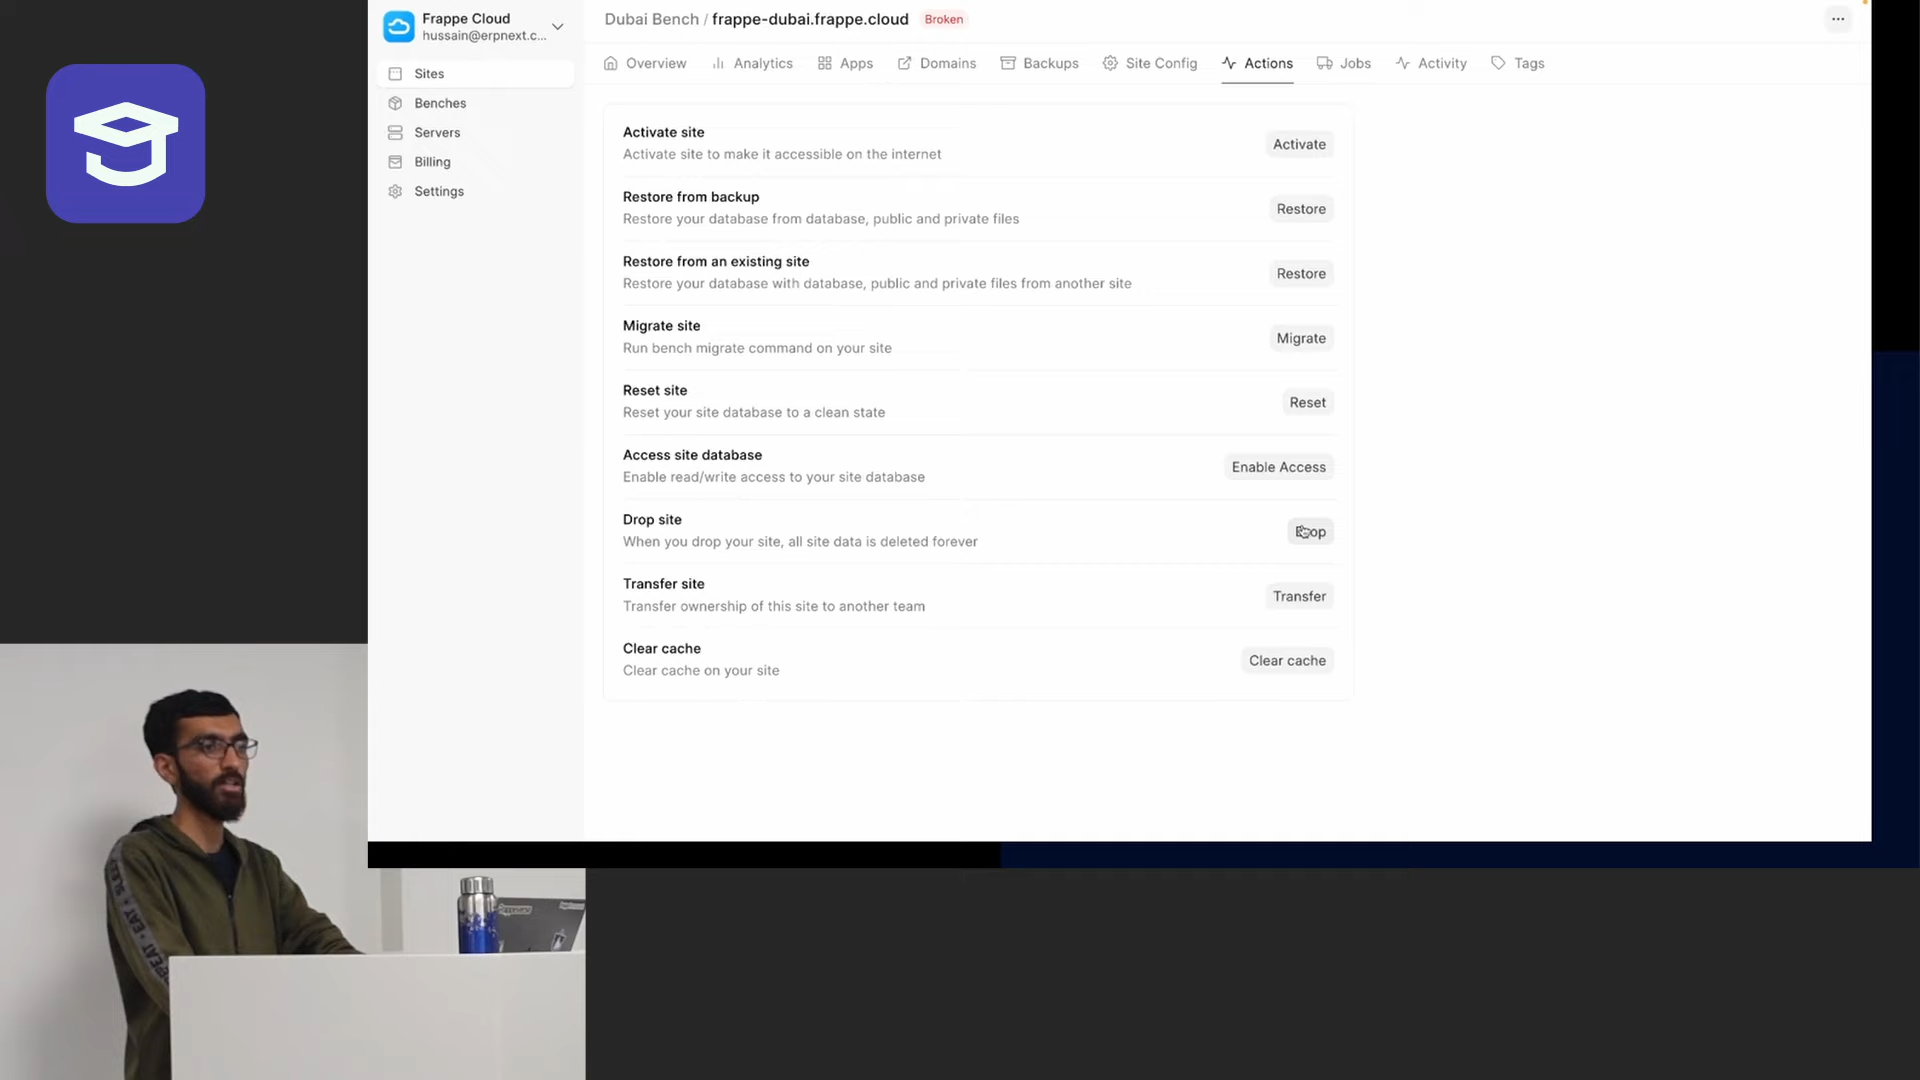 Frappe Cloud
hussain@erpnext.c...
Sites
Benches
Servers
Billing
Settings
Dubai Bench / frappe-dubai.frappe.cloud Broken
Overview Analytics Apps Domains Backups Site Config Actions Jobs Activity Tags
Activate site
Activate site to make it accessible on the internet
Activate
Restore from backup
Restore your database from database, public and private files
Restore
Restore from an existing site
Restore your database with database, public and private files from another site
Restore
Migrate site
Run bench migrate command on your site
Migrate
Reset site
Reset your site database to a clean state
Reset
Access site database
Enable read/write access to your site database
Enable Access
Drop site
When you drop your site, all site data is deleted forever
Transfer site
Transfer ownership of this site to another team
Transfer
Clear cache
Clear cache on your site
Clear cache
EAT • SLEE